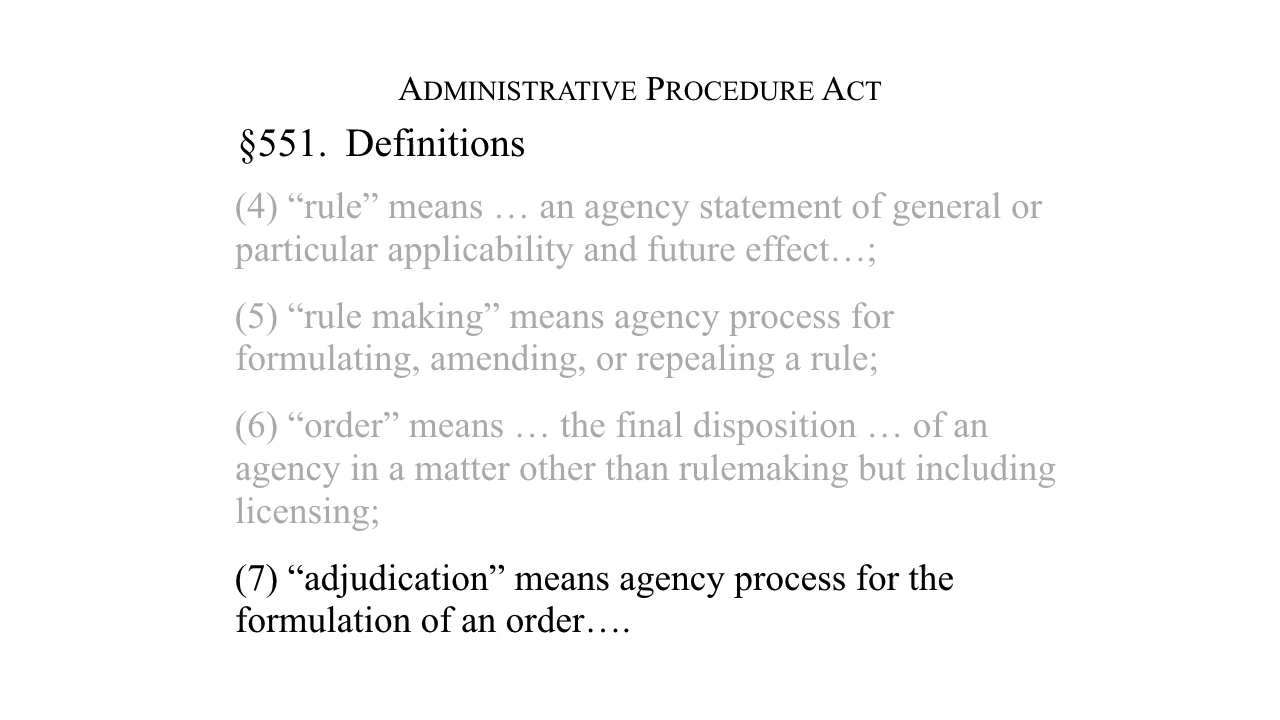 ADMINISTRATIVE PROCEDURE ACT
§551. Definitions
(4) “rule” means … an agency statement of general or
particular applicability and future effect…;
(5) “rule making” means agency process for
formulating, amending, or repealing a rule;
(6) “order” means … the final disposition … of an
agency in a matter other than rulemaking but including
licensing;
(7) “adjudication” means agency process for the
formulation of an order….